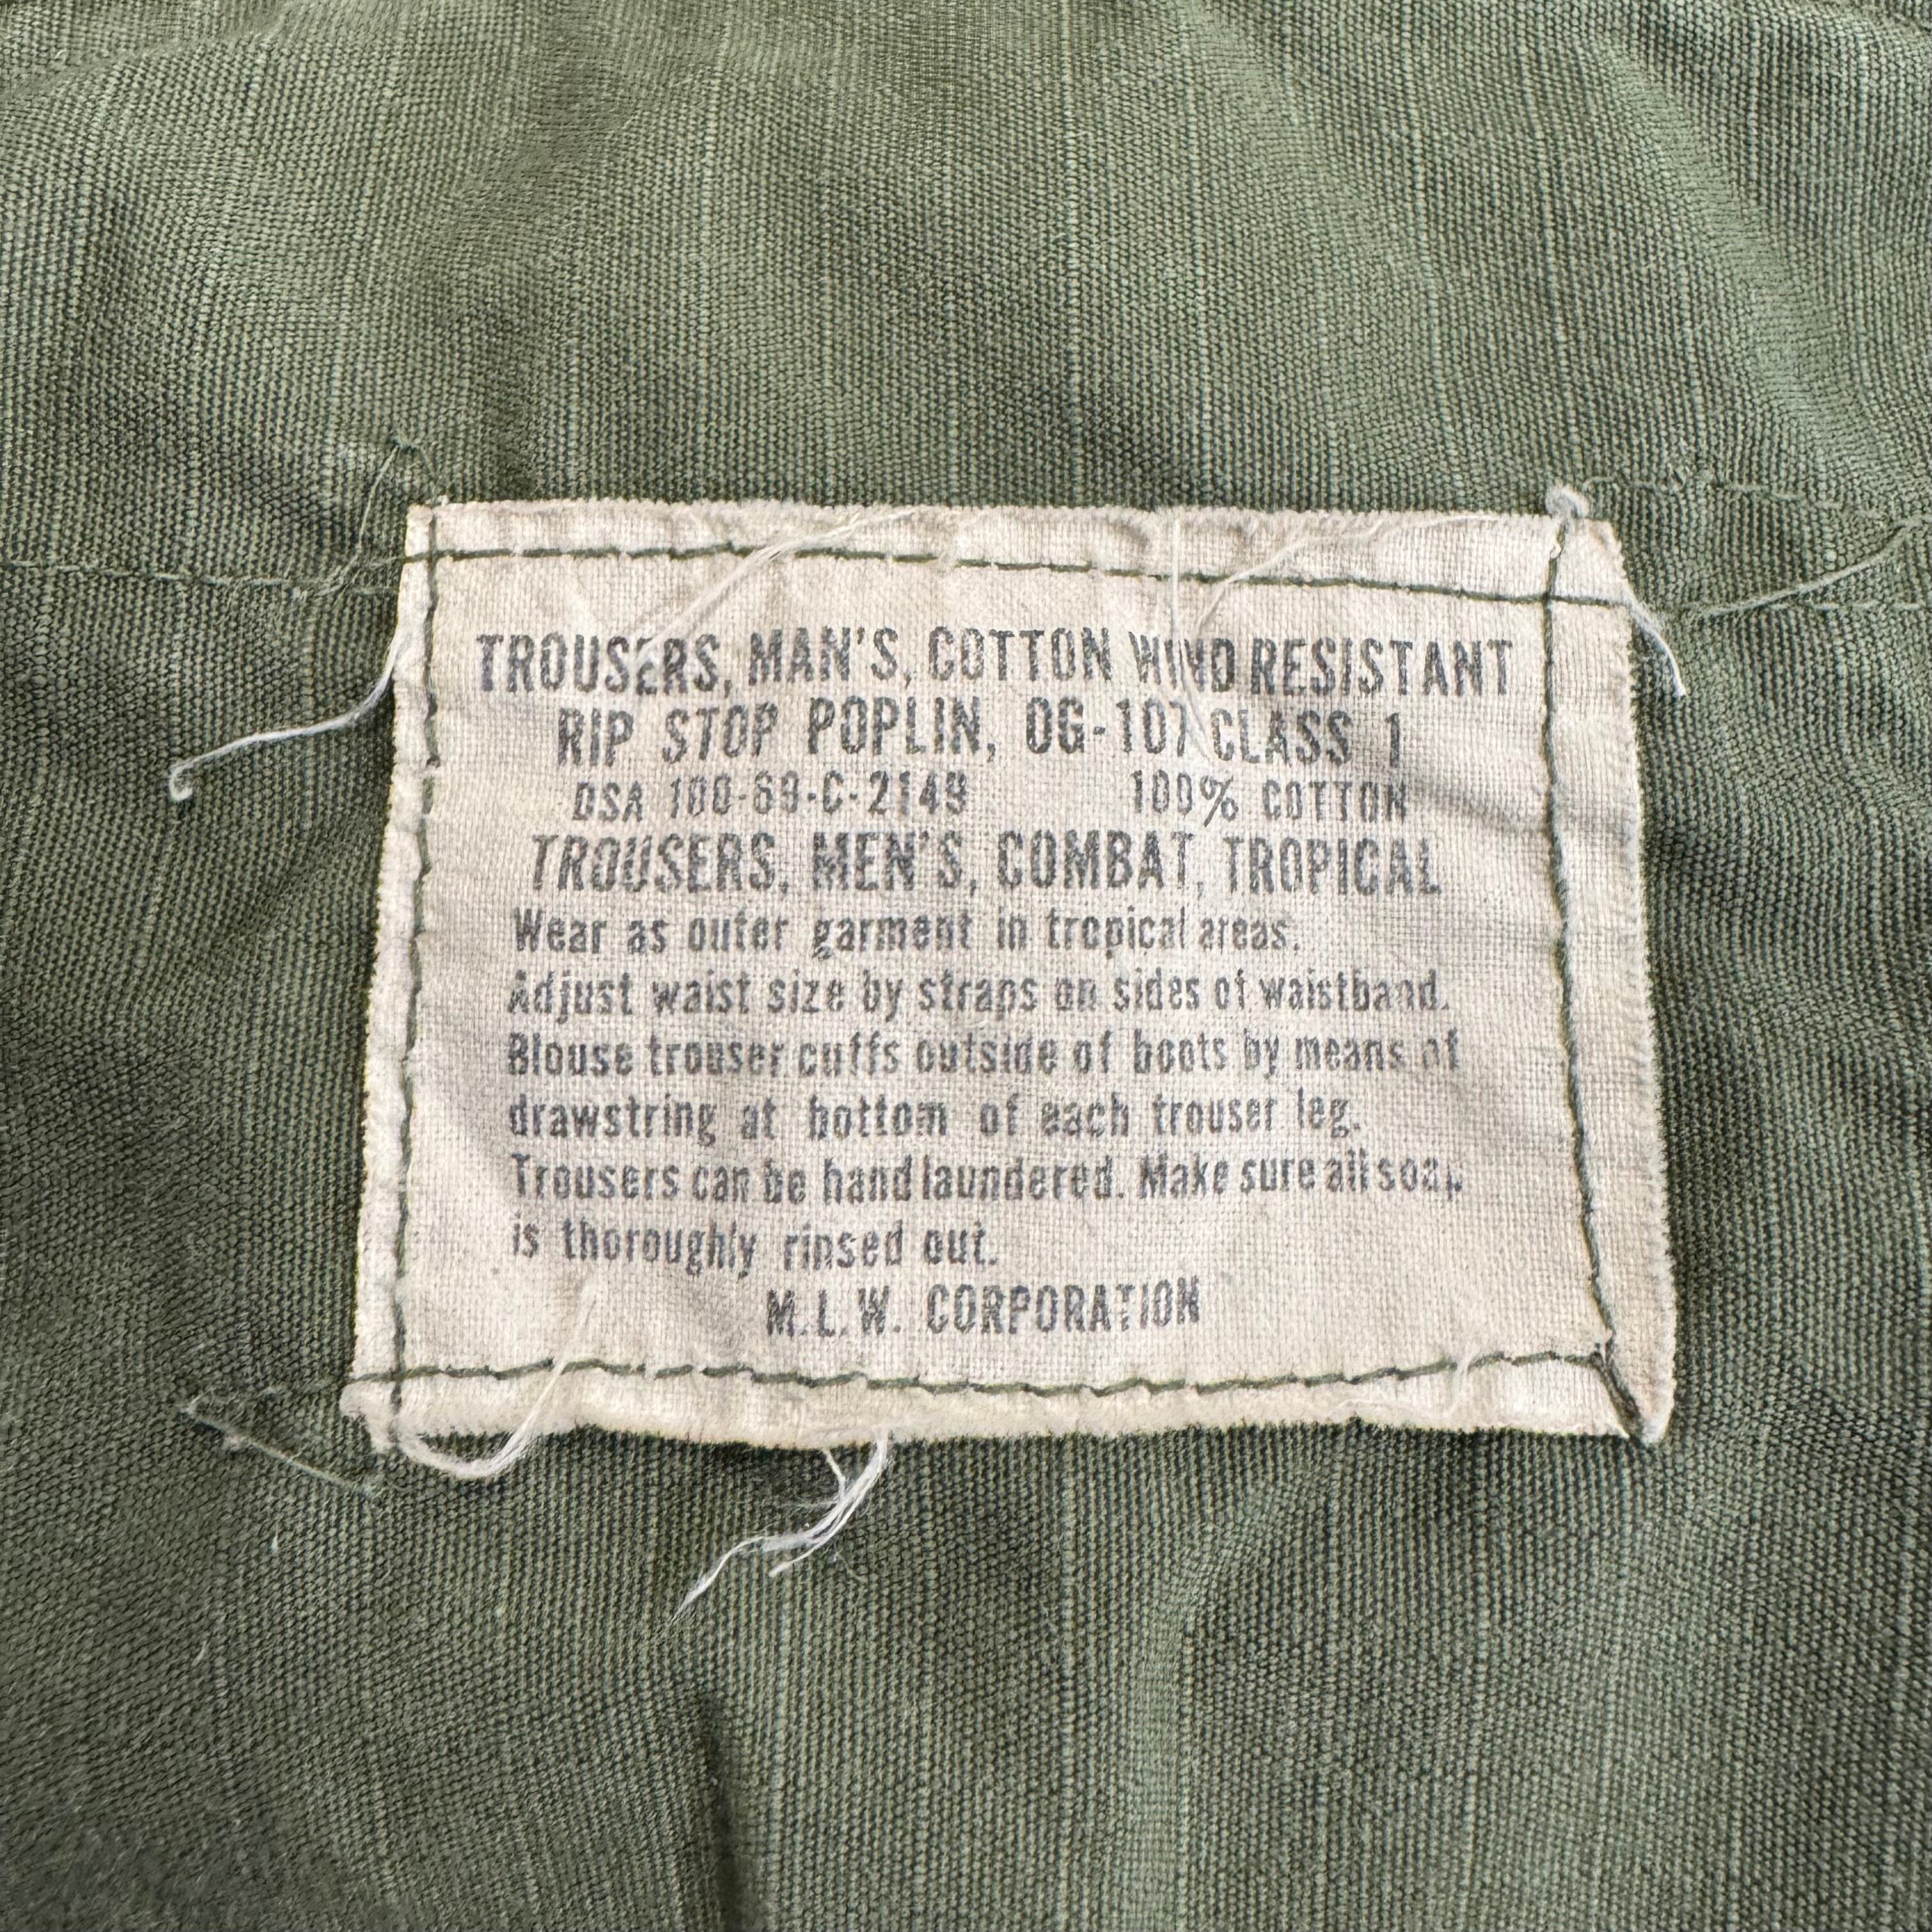 TROUSERS, MAN'S, COTTON WIND RESISTANT
RIP STOP POPLIN, OG-107 CLASS 1
DSA 100-69-C-2149 100% COTTON
TROUSERS, MEN'S, COMBAT, TROPICAL
Wear as outer garment in tropical areas.
Adjust waist size by straps on sides of waistband.
Blouse trouser cuffs outside of boots by means of
drawstring at bottom of each trouser leg.
Trousers can be hand laundered. Make sure all soap
is thoroughly rinsed out.
M.L.W. CORPORATION